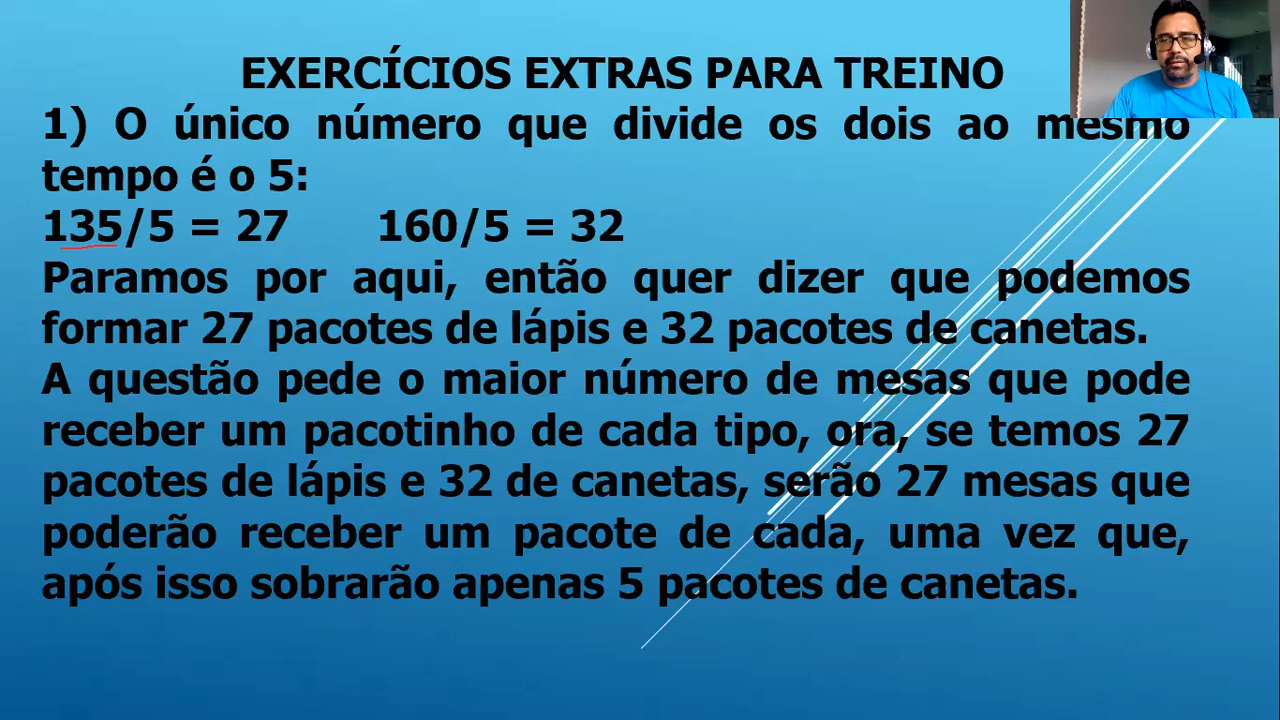 EXERCÍCIOS EXTRAS PARA TREINO
1) O único número que divide os dois ao mesmo
tempo é o 5:
135/5 = 27 160/5 = 32
Paramos por aqui, então quer dizer que podemos
formar 27 pacotes de lápis e 32 pacotes de canetas.
A questão pede o maior número de mesas que pode
receber um pacotinho de cada tipo, ora, se temos 27
pacotes de lápis e 32 de canetas, serão 27 mesas que
poderão receber um pacote de cada, uma vez que,
após isso sobrarão apenas 5 pacotes de canetas.